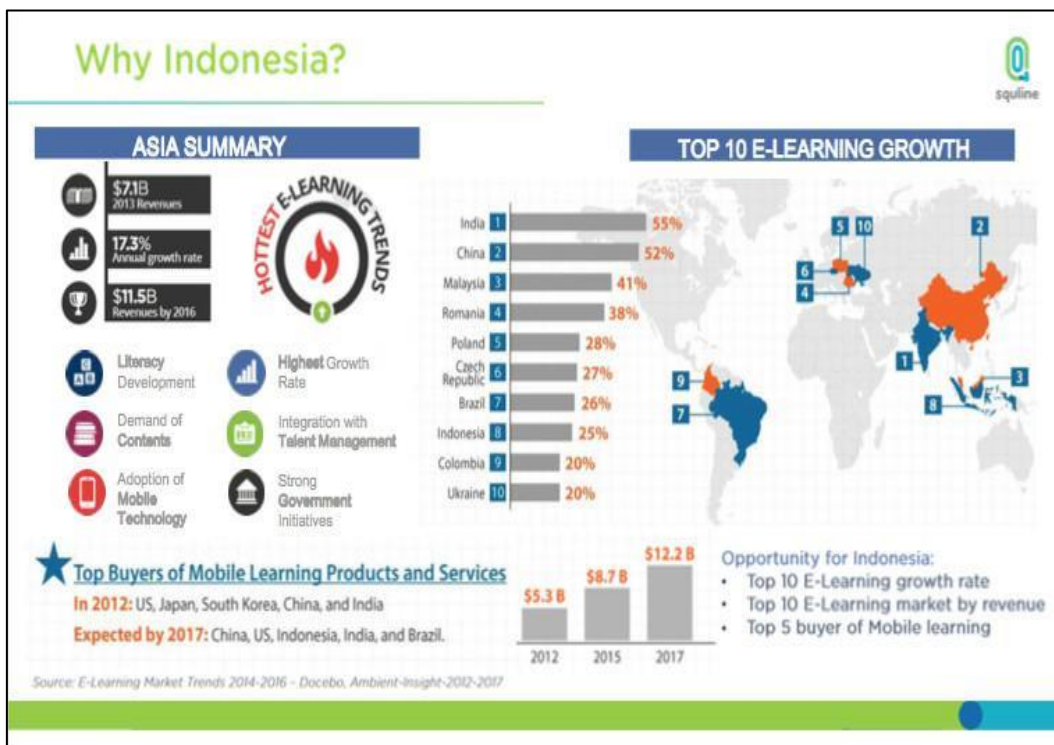 Why Indonesia?
squline
ASIA SUMMARY
$7.1B
2013 Revenues
17.3%
Annual growth rate
$11.5B
Revenues by 2016
HOTTEST E-LEARNING TRENDS
Literacy
Development
Highest Growth
Rate
Demand of
Contents
Integration with
Talent Management
Adoption of
Mobile
Technology
Strong
Government
Initiatives
TOP 10 E-LEARNING GROWTH
India 1 55%
China 2 52%
Malaysia 3 41%
Romania 4 38%
Poland 5 28%
Czech
Republic 6 27%
Brazil 7 26%
Indonesia 8 25%
Colombia 9 20%
Ukraine 10 20%
5 10 2
6
4
1
9 3
7 8
Top Buyers of Mobile Learning Products and Services
In 2012: US, Japan, South Korea, China, and India
Expected by 2017: China, US, Indonesia, India, and Brazil.
$5.3 B
$8.7 B
$12.2 B
2012 2015 2017
Opportunity for Indonesia:
• Top 10 E-Learning growth rate
• Top 10 E-Learning market by revenue
• Top 5 buyer of Mobile learning
Source: E-Learning Market Trends 2014-2016 - Docebo, Ambient-Insight-2012-2017